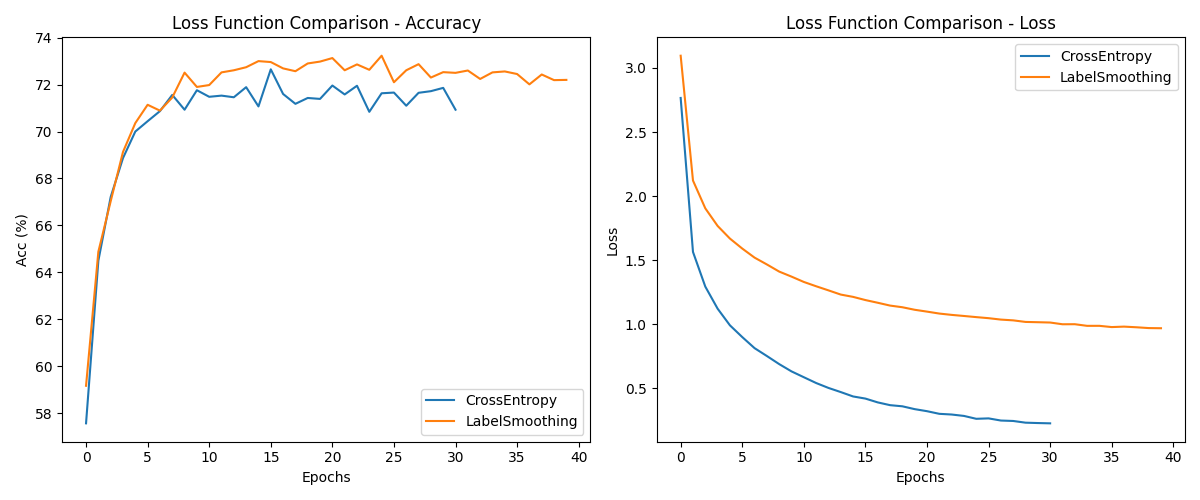 Loss Function Comparison - Accuracy
Acc (%)
74
72
70
68
66
64
62
60
58
0 5 10 15 20 25 30 35 40
Epochs
CrossEntropy
LabelSmoothing
Loss Function Comparison - Loss
Loss
3.0
2.5
2.0
1.5
1.0
0.5
0 5 10 15 20 25 30 35 40
Epochs
CrossEntropy
LabelSmoothing